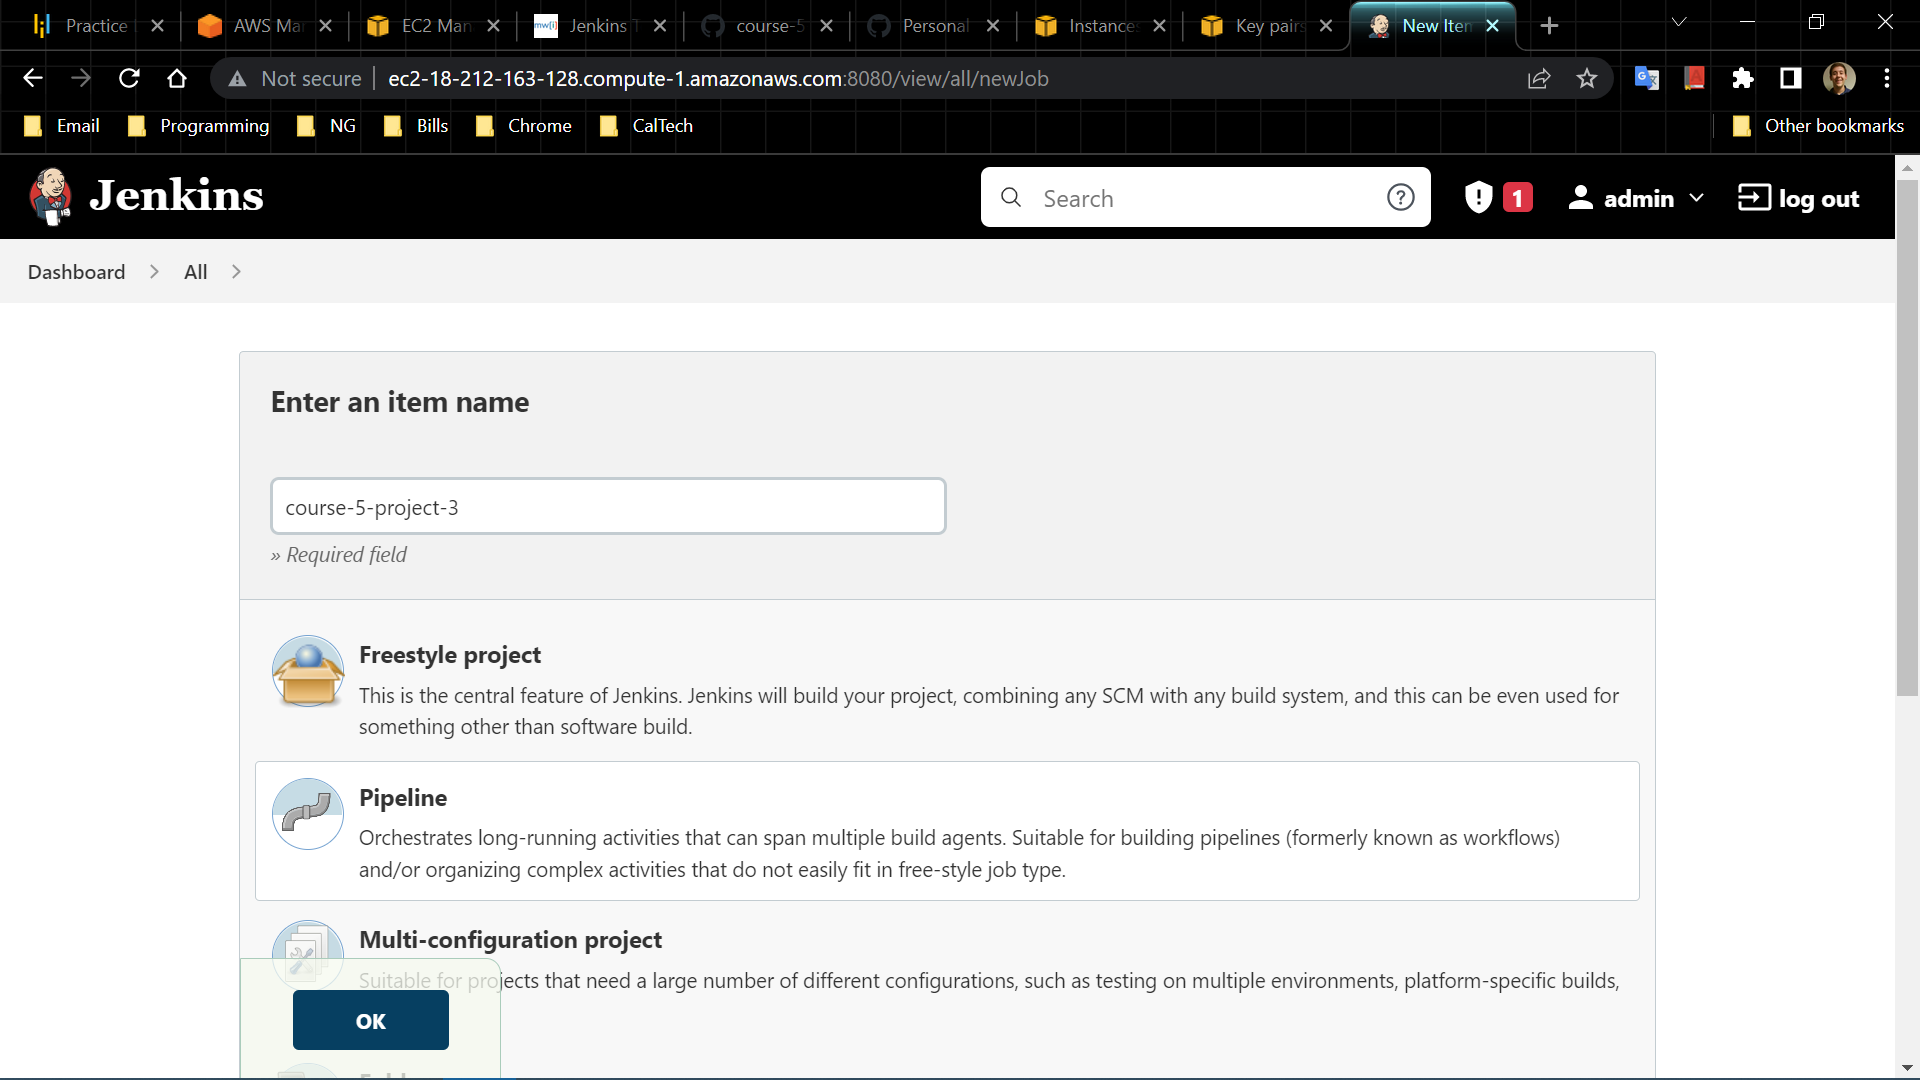 Practice
AWS Ma
EC2 Man
mw[i] Jenkins T
course-5
Personal
Instances
Key pairs
New Item
Not secure
ec2-18-212-163-128.compute-1.amazonaws.com:8080/view/all/newJob
Email
Programming
NG
Bills
Chrome
CalTech
Other bookmarks
Jenkins
Search
1
admin
log out
Dashboard
All
Enter an item name
course-5-project-3
» Required field
Freestyle project
This is the central feature of Jenkins. Jenkins will build your project, combining any SCM with any build system, and this can be even used for
something other than software build.
Pipeline
Orchestrates long-running activities that can span multiple build agents. Suitable for building pipelines (formerly known as workflows)
and/or organizing complex activities that do not easily fit in free-style job type.
Multi-configuration project
Suitable for projects that need a large number of different configurations, such as testing on multiple environments, platform-specific builds,
OK